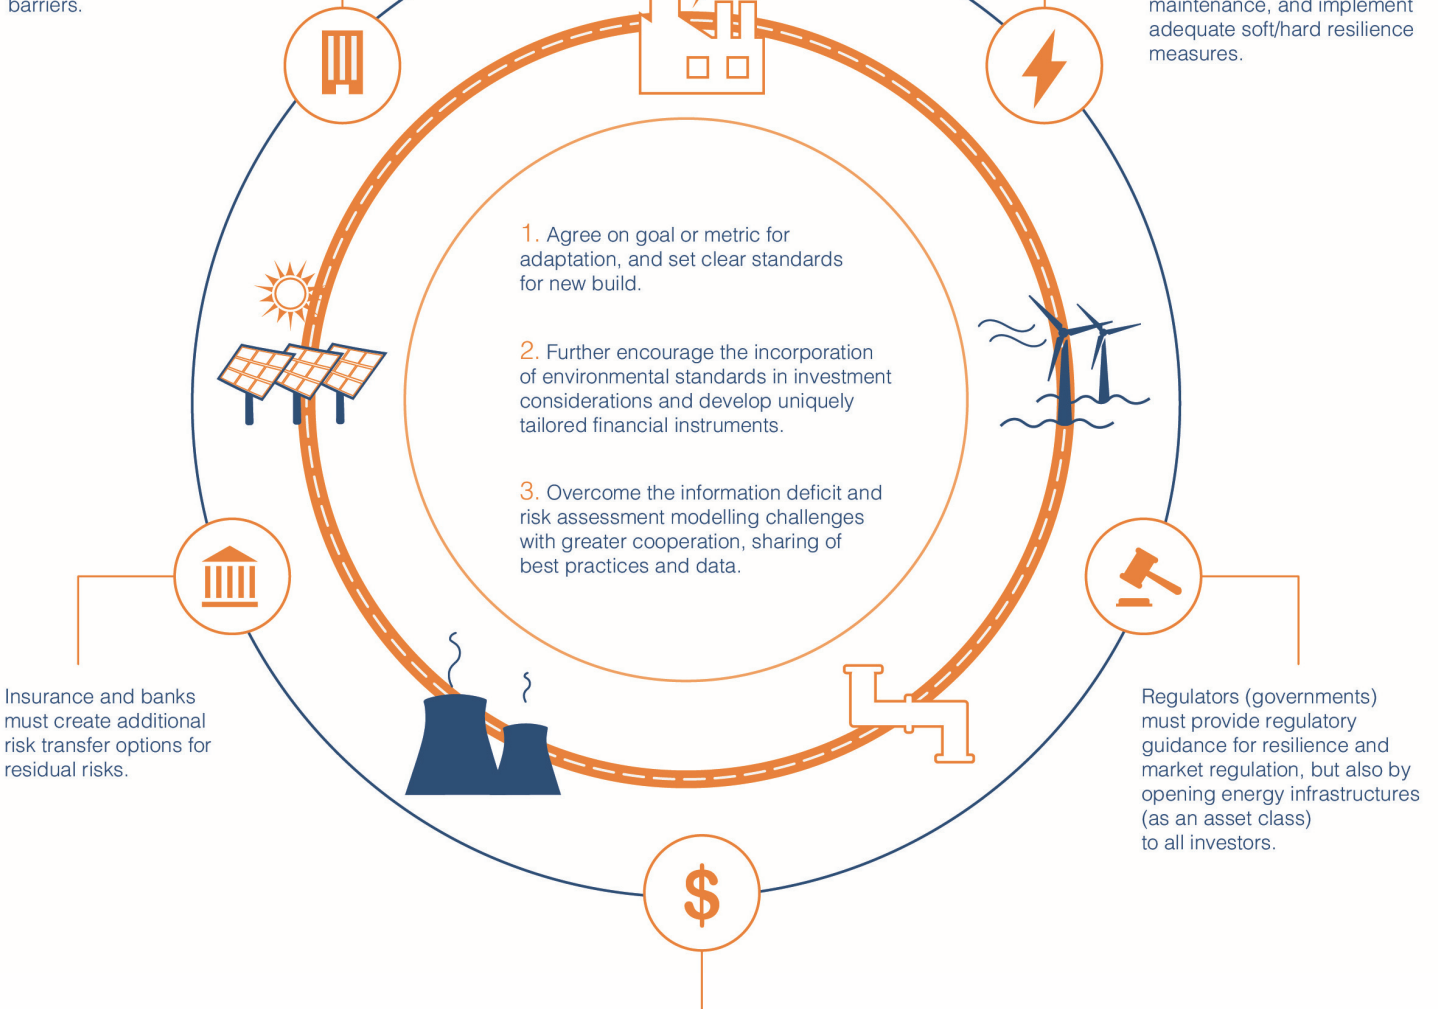 barriers.
maintenance, and implement
adequate soft/hard resilience
measures.
1. Agree on goal or metric for
adaptation, and set clear standards
for new build.
2. Further encourage the incorporation
of environmental standards in investment
considerations and develop uniquely
tailored financial instruments.
3. Overcome the information deficit and
risk assessment modelling challenges
with greater cooperation, sharing of
best practices and data.
Insurance and banks
must create additional
risk transfer options for
residual risks.
Regulators (governments)
must provide regulatory
guidance for resilience and
market regulation, but also by
opening energy infrastructures
(as an asset class)
to all investors.
$